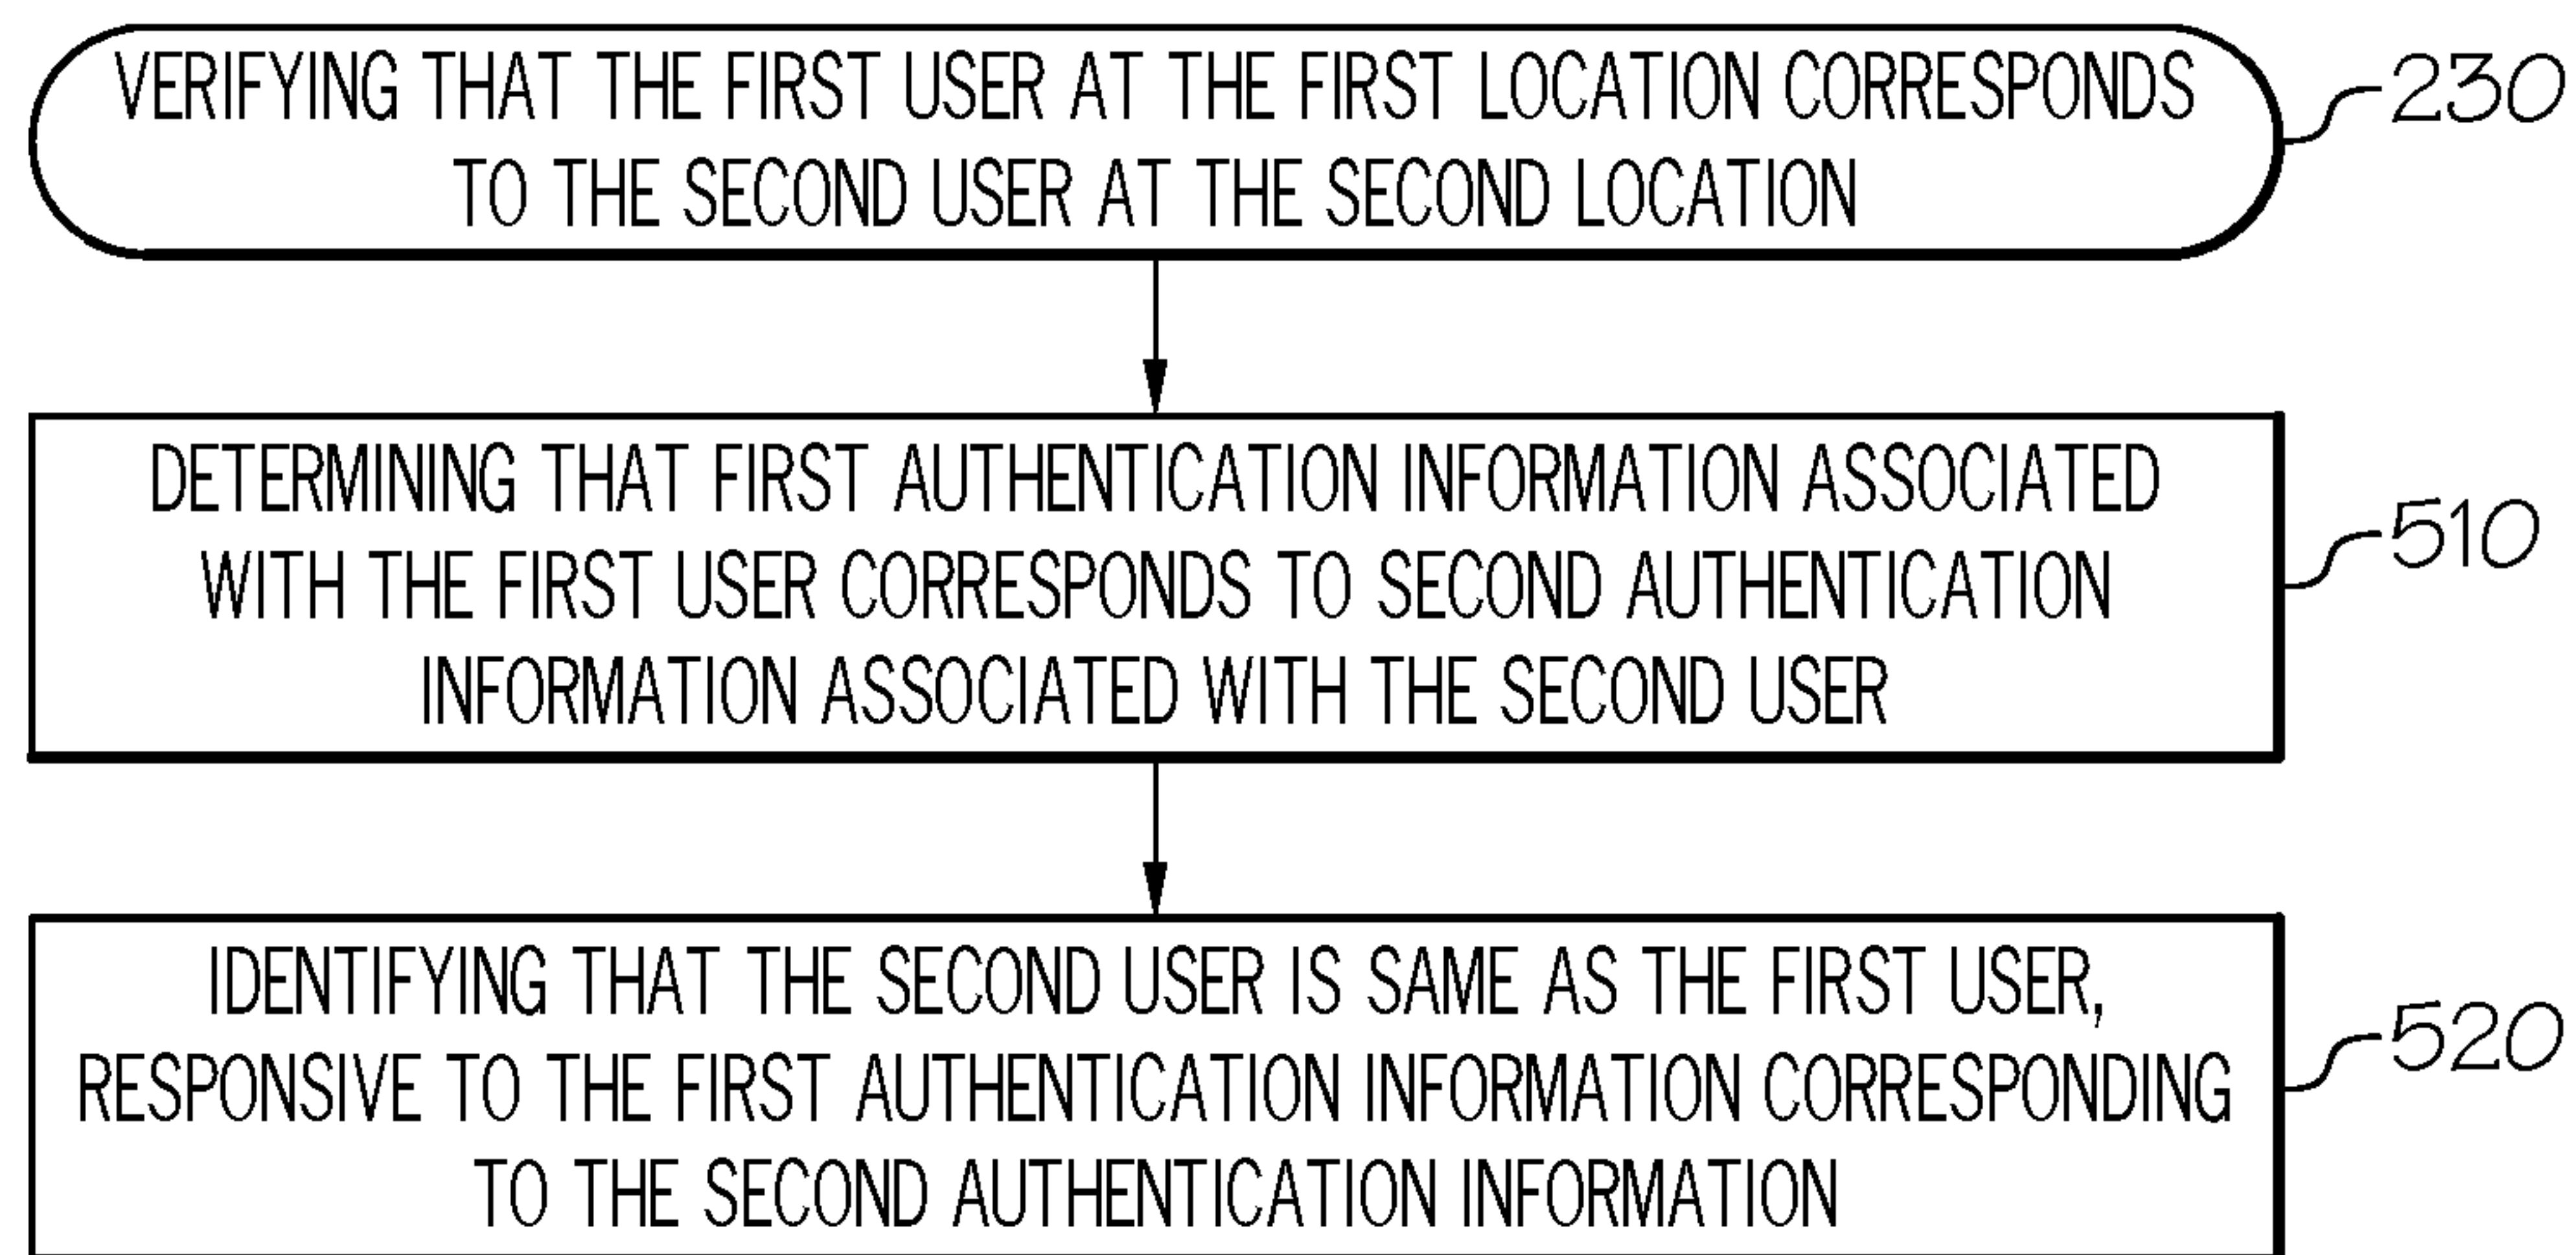 VERIFYING THAT THE FIRST USER AT THE FIRST LOCATION CORRESPONDS
TO THE SECOND USER AT THE SECOND LOCATION
230
DETERMINING THAT FIRST AUTHENTICATION INFORMATION ASSOCIATED
WITH THE FIRST USER CORRESPONDS TO SECOND AUTHENTICATION
INFORMATION ASSOCIATED WITH THE SECOND USER
510
IDENTIFYING THAT THE SECOND USER IS SAME AS THE FIRST USER,
RESPONSIVE TO THE FIRST AUTHENTICATION INFORMATION CORRESPONDING
TO THE SECOND AUTHENTICATION INFORMATION
520